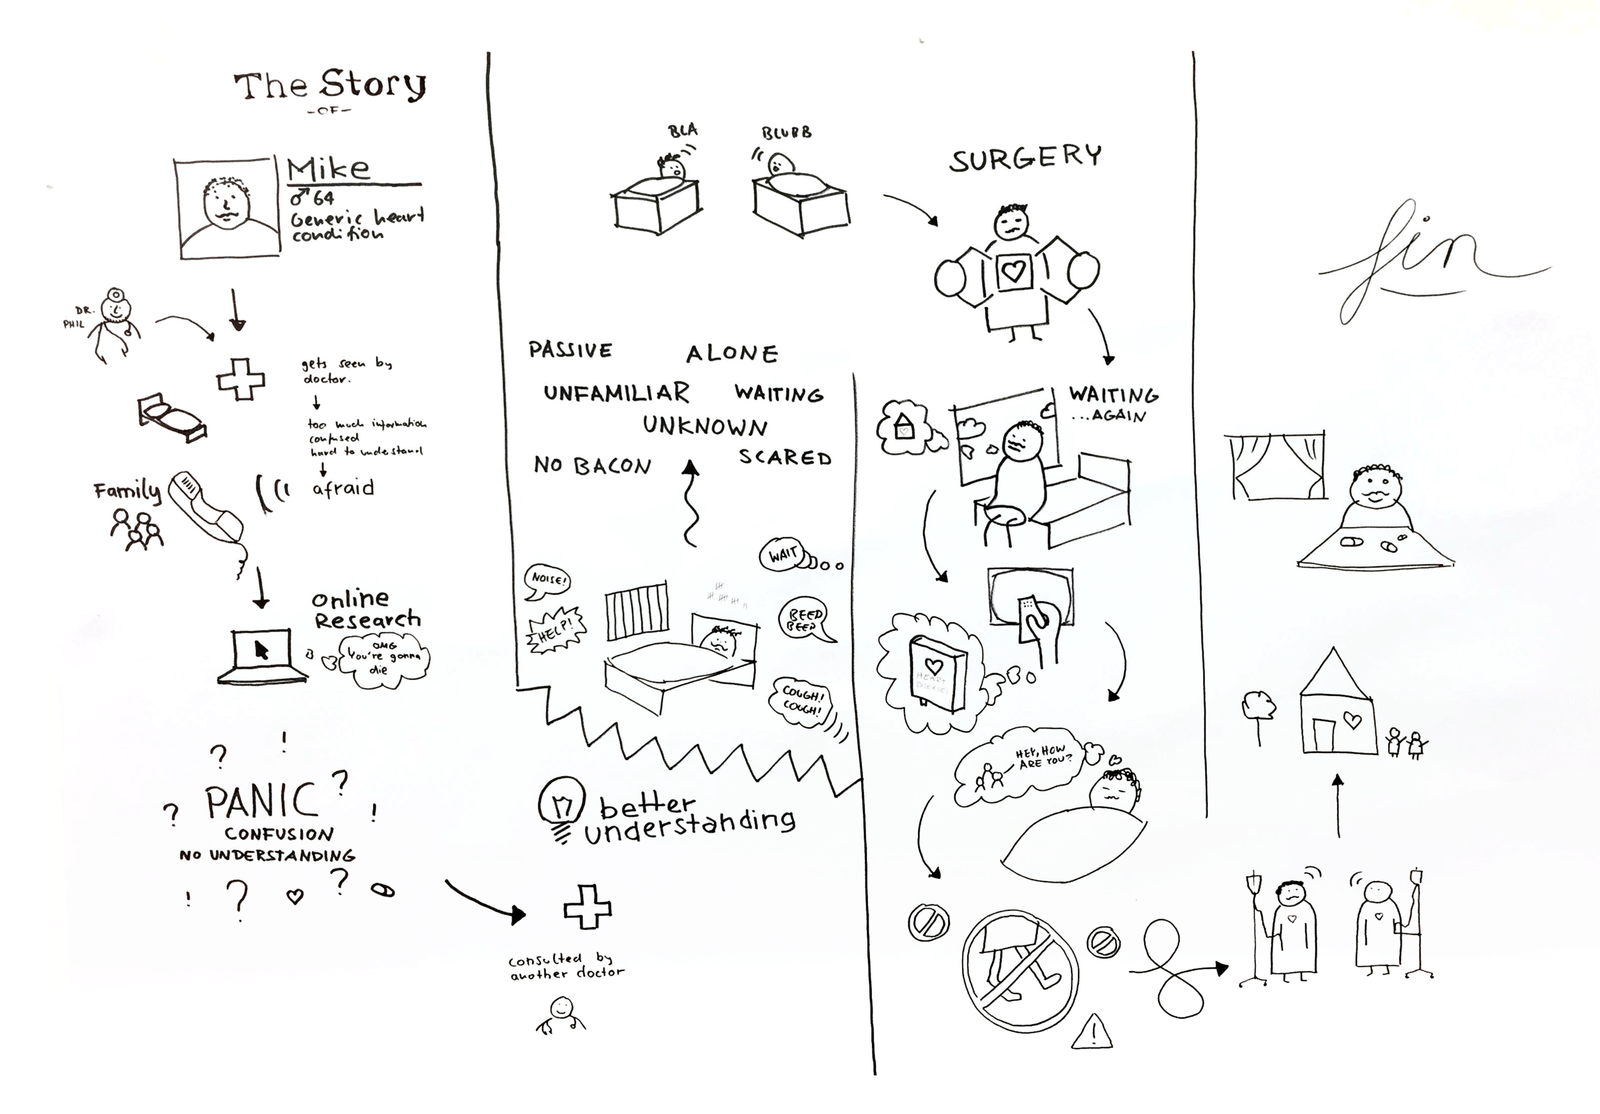 The Story
-OF-
Mike
♂ 64
Generic heart
condition
DR.
PHIL
gets seen by
doctor.
too much information
confused
hard to understand
afraid
Family
Online
Research
OMG
You're gonna
die
? !
? PANIC ? !
CONFUSION
NO UNDERSTANDING
! ? ?
better
understanding
consulted by
another doctor
NOISE!
HELP!
WAIT
BEEP
BEEP
COUGH!
COUGH!
PASSIVE ALONE
UNFAMILIAR WAITING
UNKNOWN
NO BACON SCARED
BLA
BLUBB
SURGERY
WAITING
...AGAIN
HEART
DISEASES
HEY, HOW
ARE YOU?
!
fin